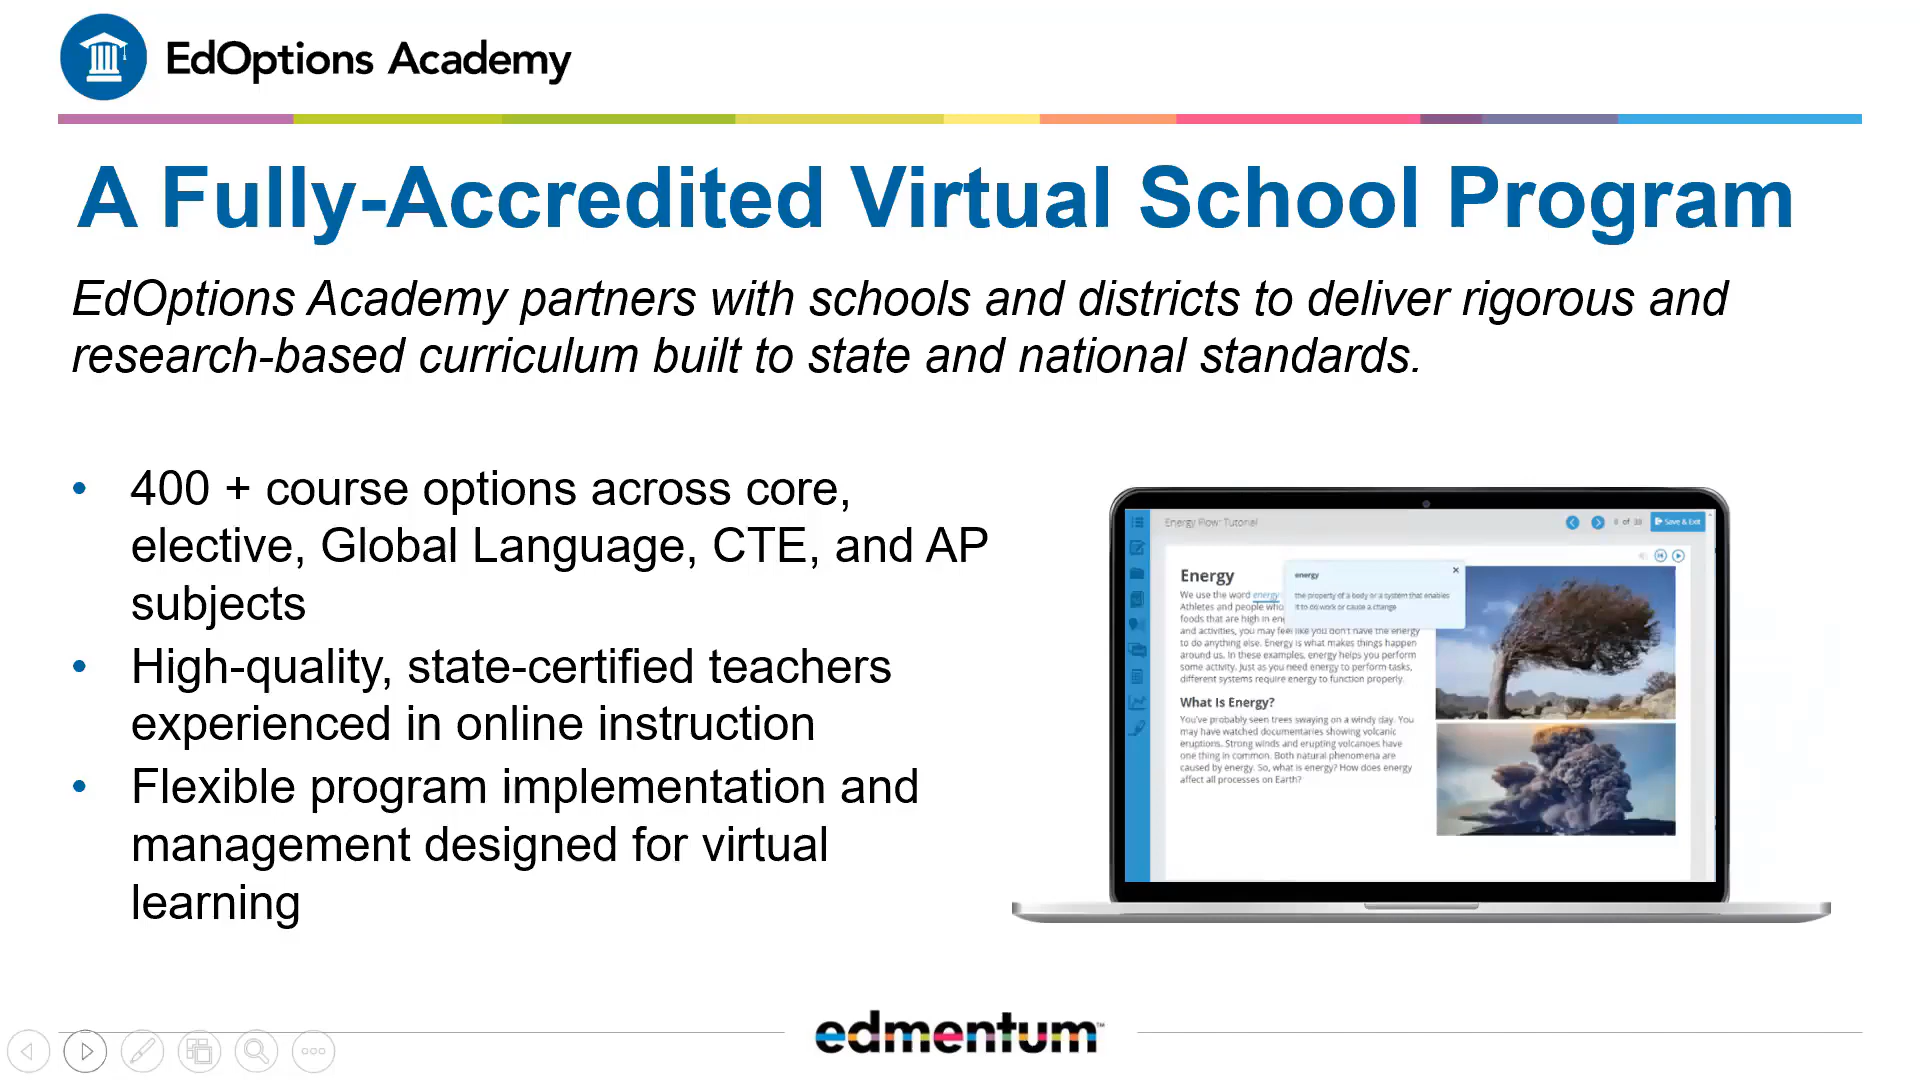 EdOptions Academy
A Fully-Accredited Virtual School Program
EdOptions Academy partners with schools and districts to deliver rigorous and
research-based curriculum built to state and national standards.
• 400 + course options across core,
elective, Global Language, CTE, and AP
subjects
• High-quality, state-certified teachers
experienced in online instruction
• Flexible program implementation and
management designed for virtual
learning
Energy Flow: Tutorial
of
Save & Exit
Energy
We use the word energy
Athletes and people who
foods that are high in
and activities, you may feel like you don't have the energy
to do anything else. Energy is what makes things happen
around us. In these examples, energy helps you perform
some activity. Just as you need energy to perform tasks,
different systems require energy to function properly.
energy
the property of a body or a system that enables
it to do work or cause a change
What Is Energy?
You've probably seen trees swaying on a windy day. You
may have watched documentaries showing volcanic
eruptions. Strong winds and erupting volcanoes have
one thing in common. Both natural phenomena are
caused by energy. So, what is energy? How does energy
affect all processes on Earth?
edmentum™